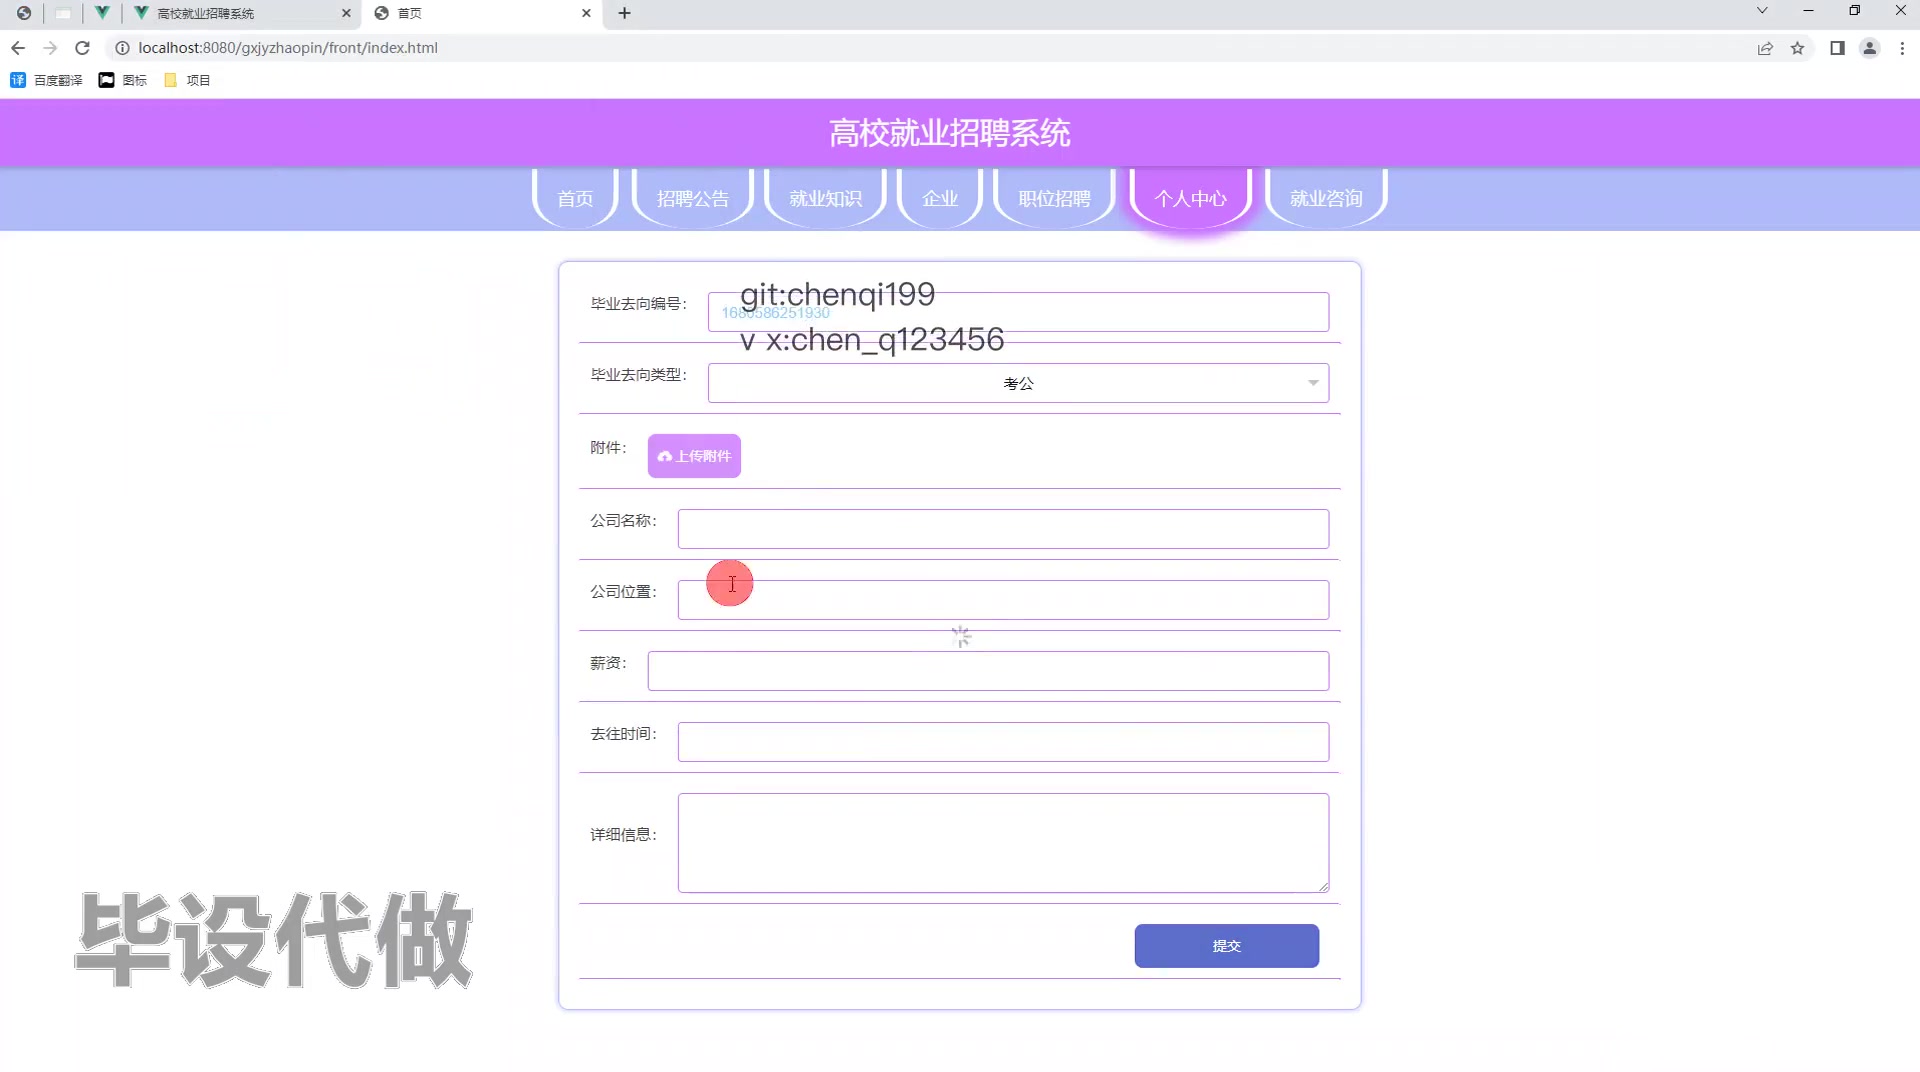 高校就业招聘系统
首页
localhost:8080/gxjyzhaopin/front/index.html
百度翻译
图标
项目
高校就业招聘系统
首页
招聘公告
就业知识
企业
职位招聘
个人中心
就业咨询
毕业去向编号：
1680586251930
git:chenqi199
v x:chen_q123456
毕业去向类型：
考公
附件：
上传附件
公司名称：
公司位置：
薪资：
去往时间：
详细信息：
提交
毕设代做